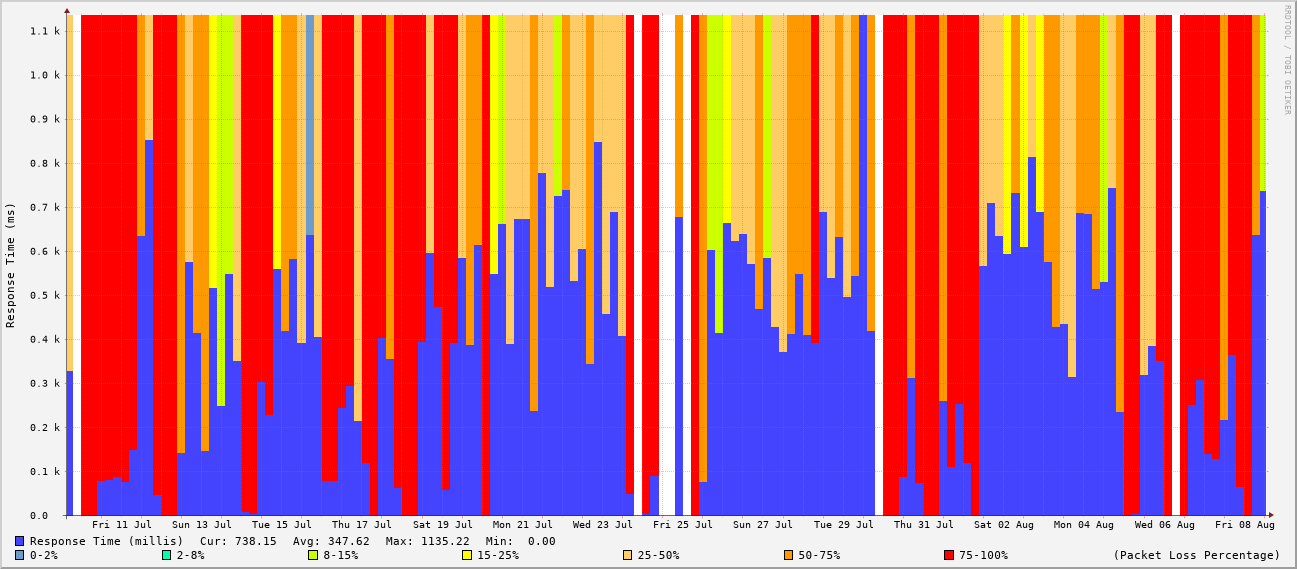 RRDTOOL / TOBI OETIKER
Response Time (ms)
1.1 k
1.0 k
0.9 k
0.8 k
0.7 k
0.6 k
0.5 k
0.4 k
0.3 k
0.2 k
0.1 k
0.0
Fri 11 Jul Sun 13 Jul Tue 15 Jul Thu 17 Jul Sat 19 Jul Mon 21 Jul Wed 23 Jul Fri 25 Jul Sun 27 Jul Tue 29 Jul Thu 31 Jul Sat 02 Aug Mon 04 Aug Wed 06 Aug Fri 08 Aug
Response Time (millis) Cur: 738.15 Avg: 347.62 Max: 1135.22 Min: 0.00
0-2% 2-8% 8-15% 15-25% 25-50% 50-75% 75-100% (Packet Loss Percentage)